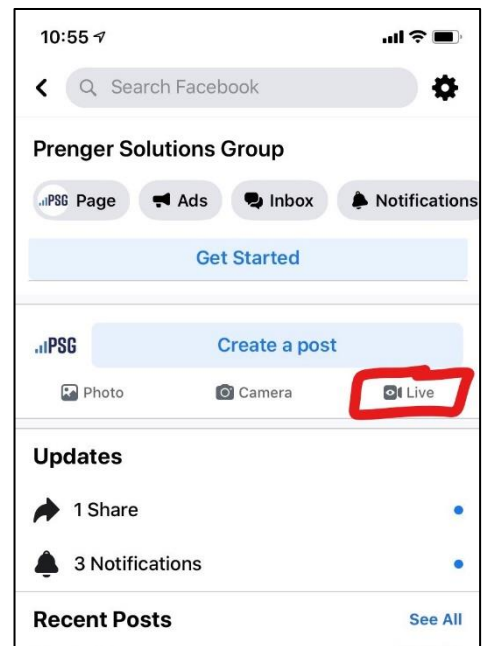 10:55
Search Facebook
Prenger Solutions Group
PSG Page Ads Inbox Notifications
Get Started
PSG Create a post
Photo Camera Live
Updates
1 Share
3 Notifications
Recent Posts See All